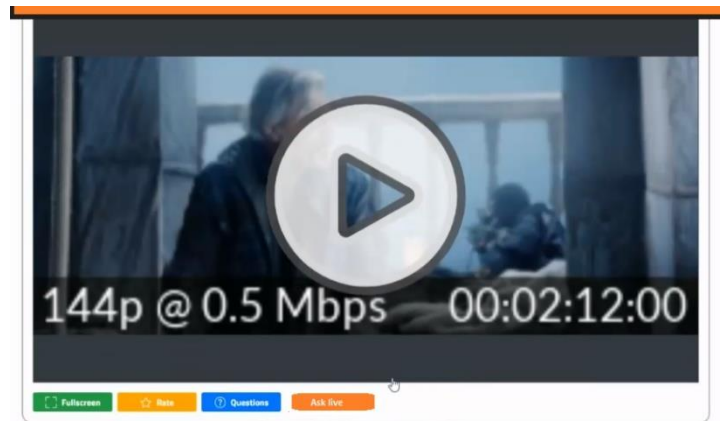 144p @ 0.5 Mbps 00:02:12:00
Fullscreen Rate Questions Ask live